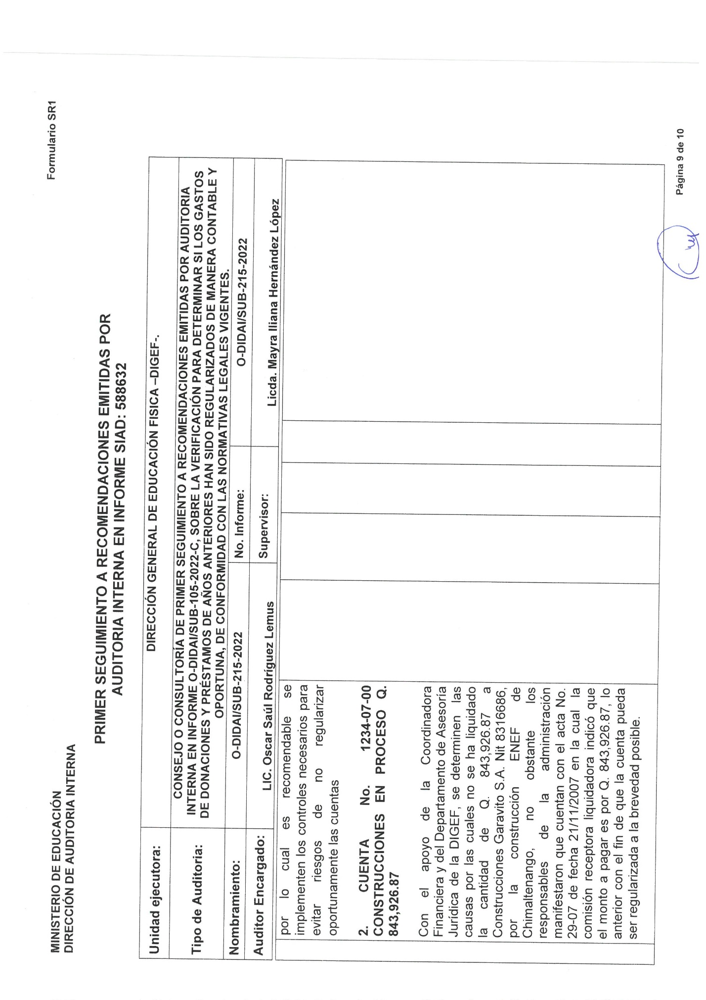 Formulario SR1
MINISTERIO DE EDUCACIÓN
DIRECCIÓN DE AUDITORIA INTERNA
PRIMER SEGUIMIENTO A RECOMENDACIONES EMITIDAS POR
AUDITORIA INTERNA EN INFORME SIAD: 588632
Unidad ejecutora: DIRECCIÓN GENERAL DE EDUCACIÓN FISICA –DIGEF-.
Tipo de Auditoria:
CONSEJO O CONSULTORÍA DE PRIMER SEGUIMIENTO A RECOMENDACIONES EMITIDAS POR AUDITORIA
INTERNA EN INFORME O-DIDAI/SUB-105-2022-C, SOBRE LA VERIFICACIÓN PARA DETERMINAR SI LOS GASTOS
DE DONACIONES Y PRÉSTAMOS DE AÑOS ANTERIORES HAN SIDO REGULARIZADOS DE MANERA CONTABLE Y
OPORTUNA, DE CONFORMIDAD CON LAS NORMATIVAS LEGALES VIGENTES.
Nombramiento: O-DIDAI/SUB-215-2022 No. Informe: O-DIDAI/SUB-215-2022
Auditor Encargado: LIC. Oscar Saúl Rodríguez Lemus Supervisor: Licda. Mayra Iliana Hernández López
por lo cual es recomendable se
implementen los controles necesarios para
evitar riesgos de no regularizar
oportunamente las cuentas
2. CUENTA No. 1234-07-00
CONSTRUCCIONES EN PROCESO Q.
843,926.87
Con el apoyo de la Coordinadora
Financiera y del Departamento de Asesoría
Jurídica de la DIGEF, se determinen las
causas por las cuales no se ha liquidado
la cantidad de Q. 843,926.87 a
Construcciones Garavito S.A. Nit 8316686,
por la construcción ENEF de
Chimaltenango, no obstante los
responsables de la administración
manifestaron que cuentan con el acta No.
29-07 de fecha 21/11/2007 en la cual la
comisión receptora liquidadora indicó que
el monto a pagar es por Q. 843,926.87, lo
anterior con el fin de que la cuenta pueda
ser regularizada a la brevedad posible.
Página 9 de 10